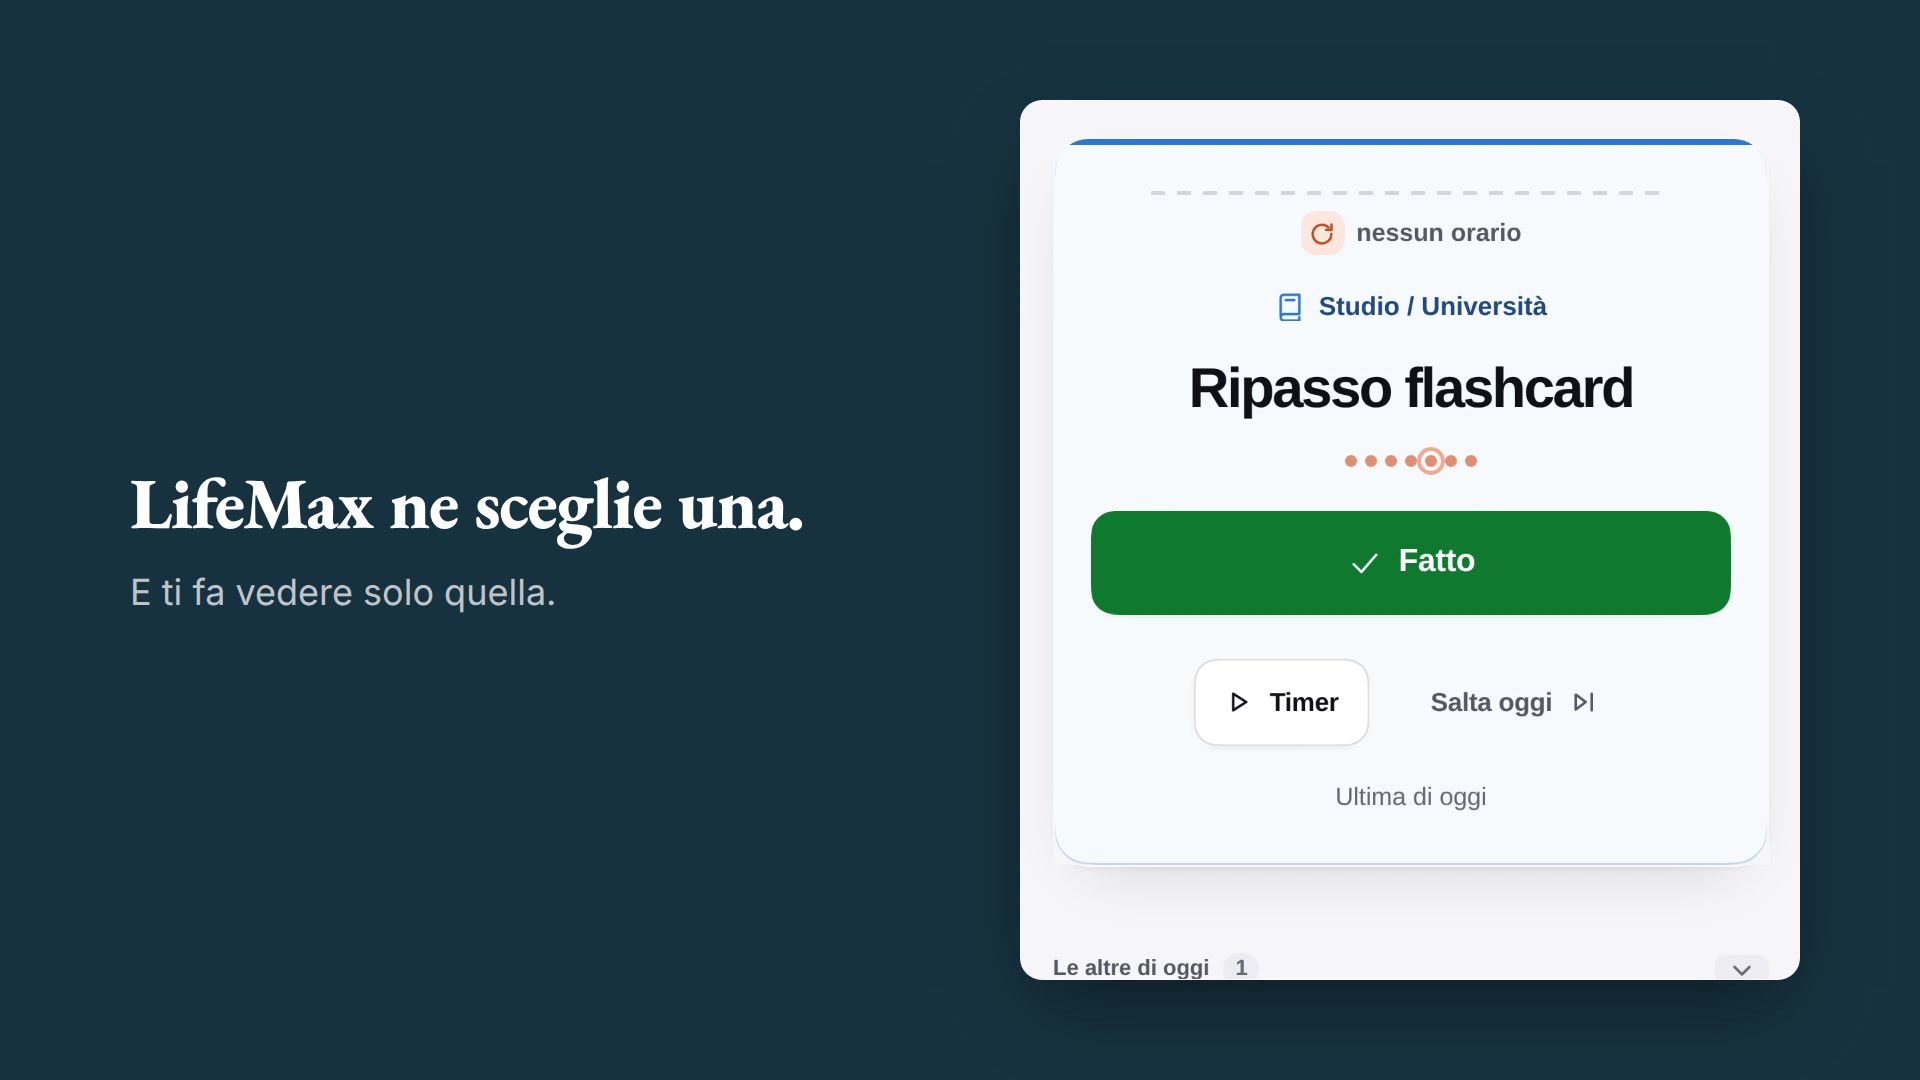 LifeMax ne sceglie una.
E ti fa vedere solo quella.
nessun orario
Studio / Università
Ripasso flashcard
Fatto
Timer
Salta oggi
Ultima di oggi
Le altre di oggi 1